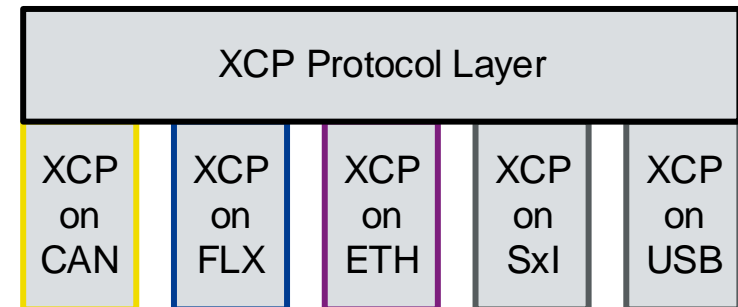 XCP Protocol Layer
XCP
on
CAN
XCP
on
FLX
XCP
on
ETH
XCP
on
SxI
XCP
on
USB